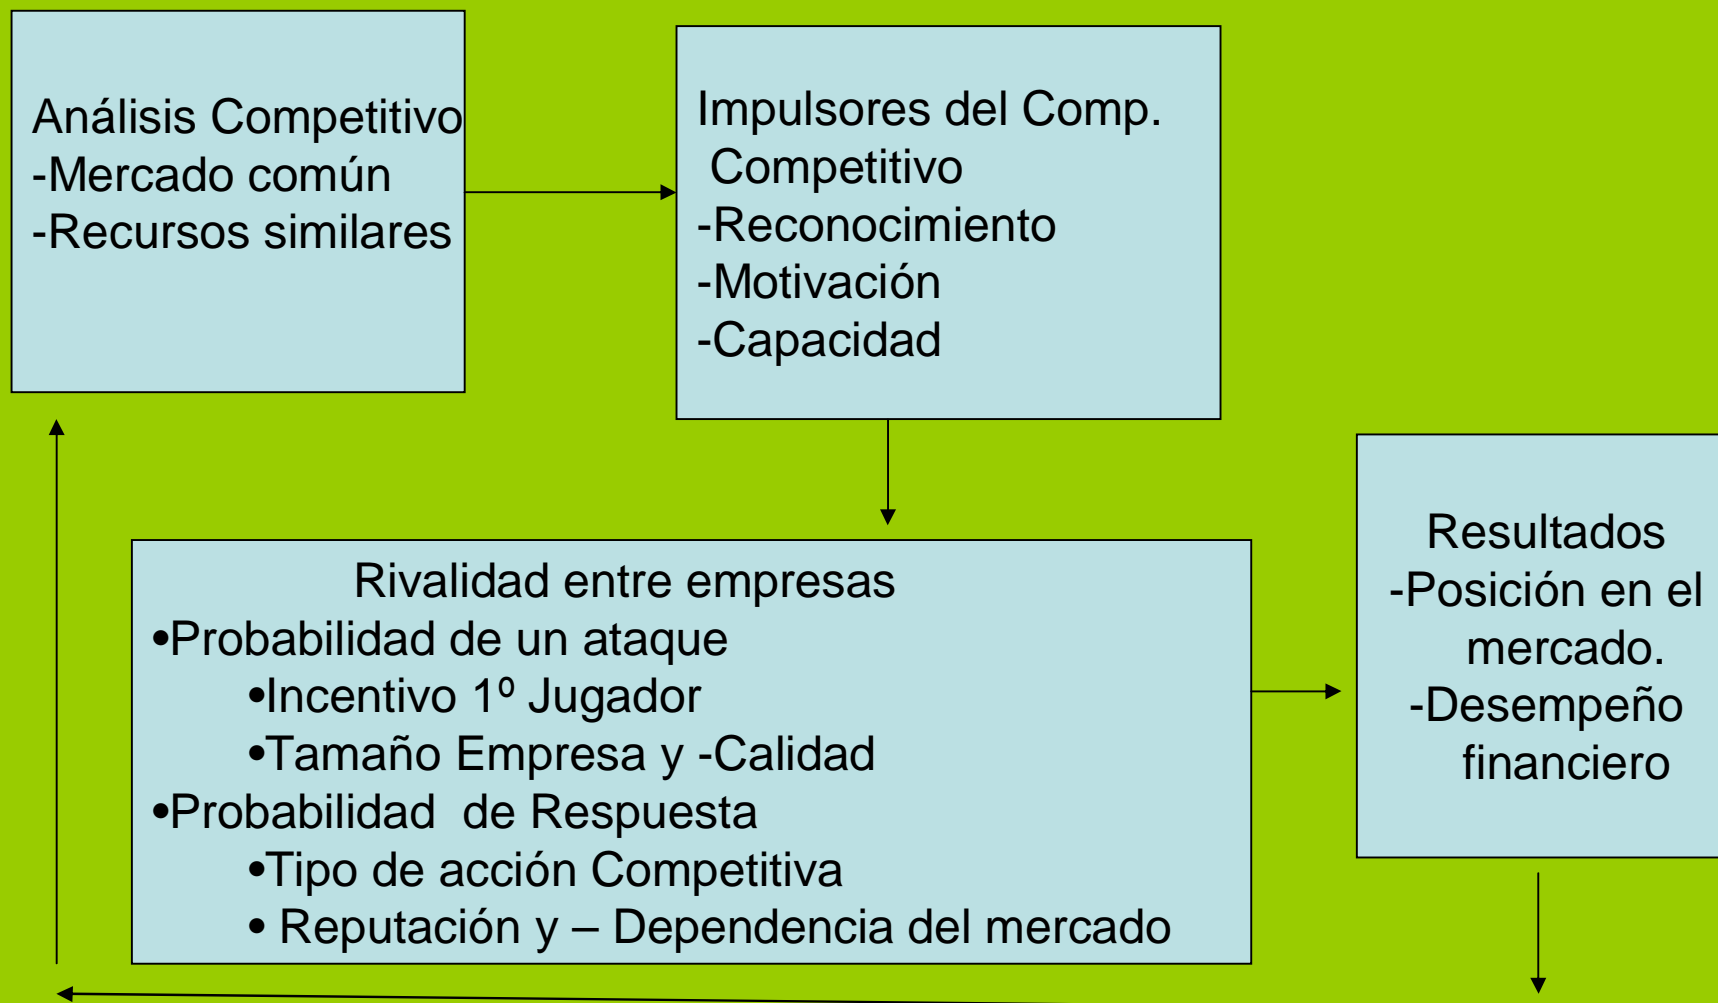 Análisis Competitivo
-Mercado común
-Recursos similares
Impulsores del Comp.
Competitivo
-Reconocimiento
-Motivación
-Capacidad
Rivalidad entre empresas
•Probabilidad de un ataque
•Incentivo 1º Jugador
•Tamaño Empresa y -Calidad
•Probabilidad  de Respuesta
•Tipo de acción Competitiva
• Reputación y – Dependencia del mercado
Resultados
-Posición en el
mercado.
-Desempeño
financiero